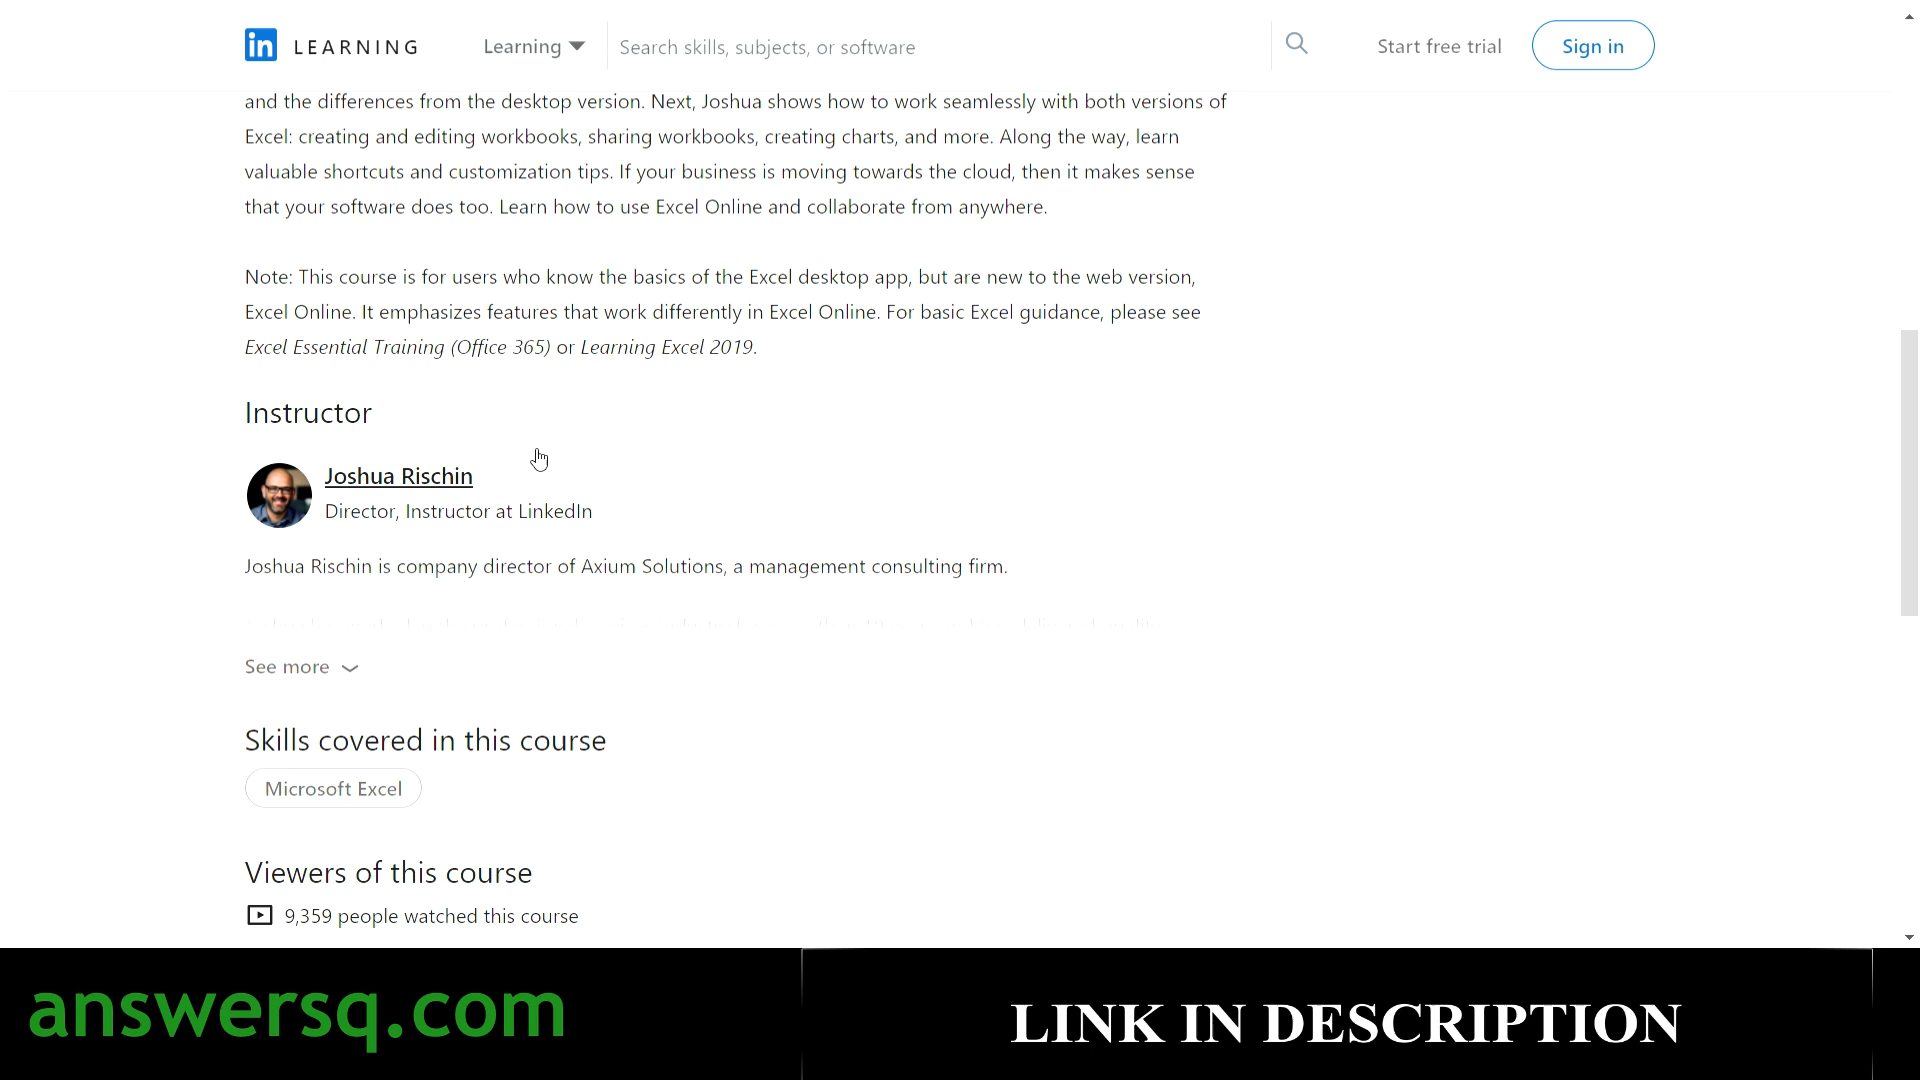 in LEARNING
Learning
Search skills, subjects, or software
Start free trial
Sign in
and the differences from the desktop version. Next, Joshua shows how to work seamlessly with both versions of
Excel: creating and editing workbooks, sharing workbooks, creating charts, and more. Along the way, learn
valuable shortcuts and customization tips. If your business is moving towards the cloud, then it makes sense
that your software does too. Learn how to use Excel Online and collaborate from anywhere.
Note: This course is for users who know the basics of the Excel desktop app, but are new to the web version,
Excel Online. It emphasizes features that work differently in Excel Online. For basic Excel guidance, please see
Excel Essential Training (Office 365) or Learning Excel 2019.
Instructor
Joshua Rischin
Director, Instructor at LinkedIn
Joshua Rischin is company director of Axium Solutions, a management consulting firm.
See more
Skills covered in this course
Microsoft Excel
Viewers of this course
9,359 people watched this course
answersq.com
LINK IN DESCRIPTION